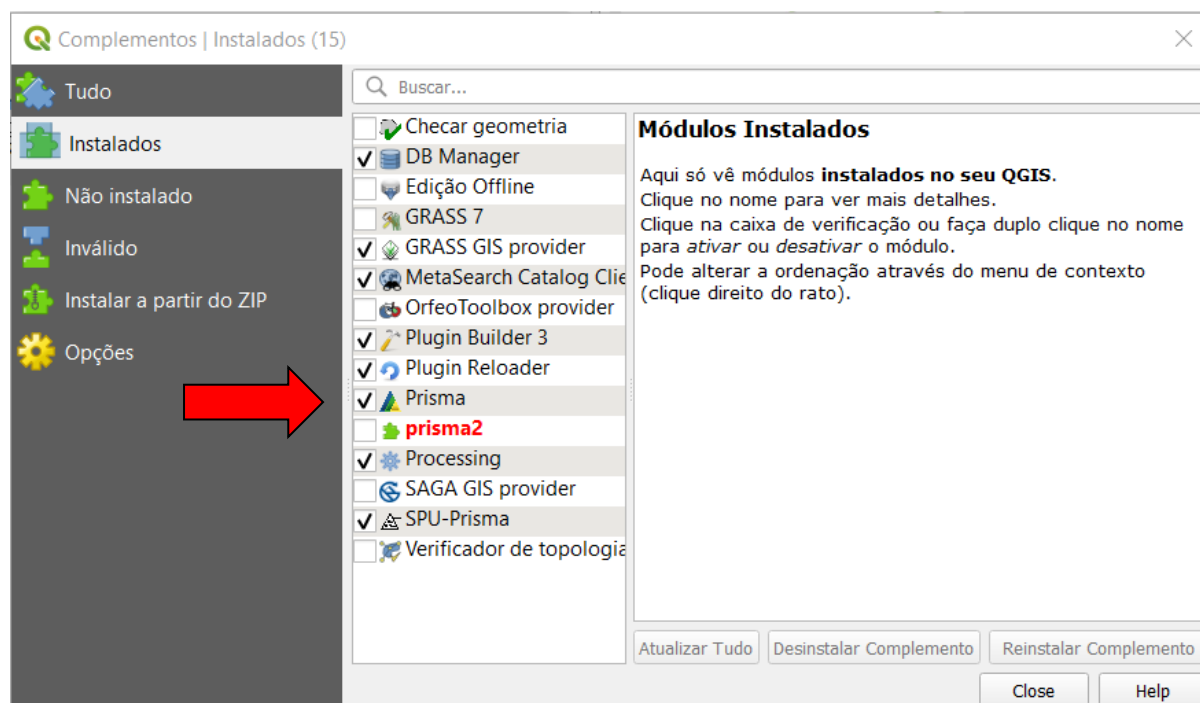 Complementos | Instalados (15)
Tudo
Instalados
Não instalado
Inválido
Instalar a partir do ZIP
Opções
Buscar...
Checar geometria
DB Manager
Edição Offline
GRASS 7
GRASS GIS provider
MetaSearch Catalog Clie
OrfeoToolbox provider
Plugin Builder 3
Plugin Reloader
Prisma
prisma2
Processing
SAGA GIS provider
SPU-Prisma
Verificador de topologia
Módulos Instalados
Aqui só vê módulos instalados no seu QGIS.
Clique no nome para ver mais detalhes.
Clique na caixa de verificação ou faça duplo clique no nome
para ativar ou desativar o módulo.
Pode alterar a ordenação através do menu de contexto
(clique direito do rato).
Atualizar Tudo
Desinstalar Complemento
Reinstalar Complemento
Close
Help